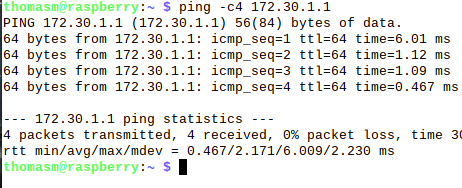 thomasm@raspberry:~ $ ping -c4 172.30.1.1
PING 172.30.1.1 (172.30.1.1) 56(84) bytes of data.
64 bytes from 172.30.1.1: icmp_seq=1 ttl=64 time=6.01 ms
64 bytes from 172.30.1.1: icmp_seq=2 ttl=64 time=1.12 ms
64 bytes from 172.30.1.1: icmp_seq=3 ttl=64 time=1.09 ms
64 bytes from 172.30.1.1: icmp_seq=4 ttl=64 time=0.467 ms
--- 172.30.1.1 ping statistics ---
4 packets transmitted, 4 received, 0% packet loss, time 30
rtt min/avg/max/mdev = 0.467/2.171/6.009/2.230 ms
thomasm@raspberry:~ $